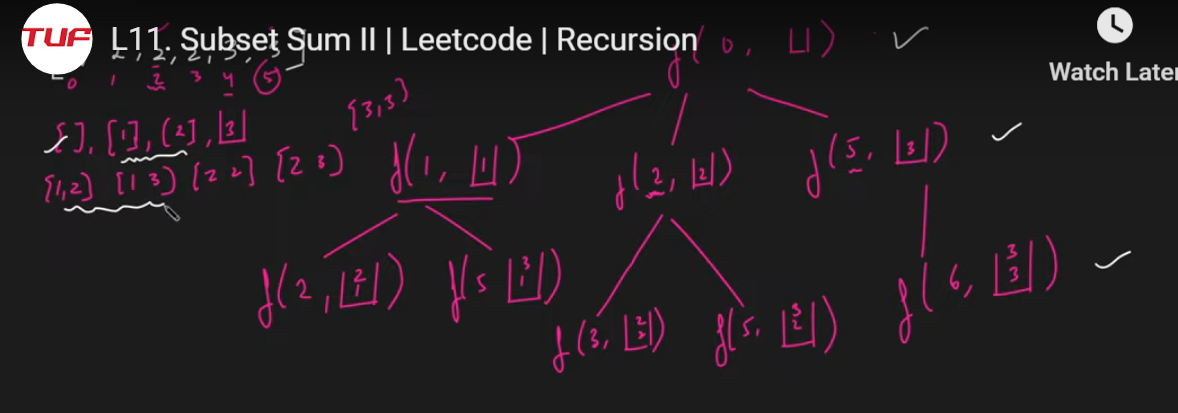 TUF L11. Subset Sum II | Leetcode | Recursion
Watch Later
2, 2, 2, 3, 3]
0 1 2 3 4 5
f(0, [])
[3,3]
[], [1], [2], [3]
[1,2] [1 3] [2 2] [2 3]
f(1, [1]) f(2, [2]) f(5, [3])
f(2, [2 1]) f(5 [3 1]) f(3, [2 2]) f(5, [3 2]) f(6, [3 3])